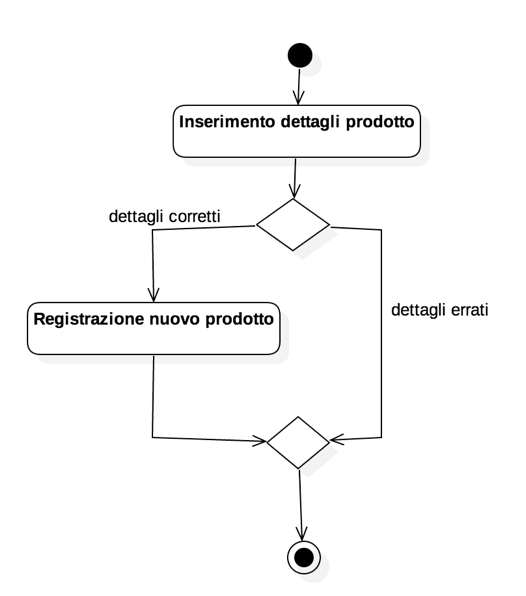 Inserimento dettagli prodotto
dettagli corretti
dettagli errati
Registrazione nuovo prodotto